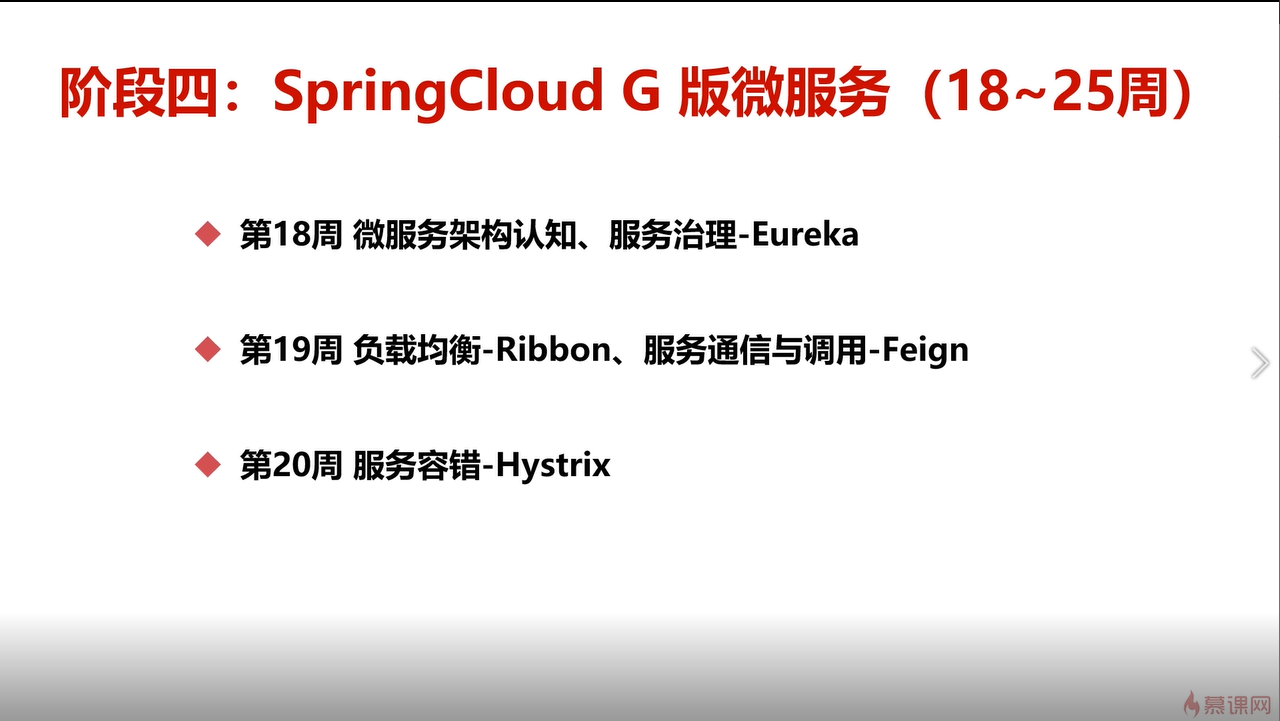 阶段四：SpringCloud G 版微服务（18~25周）
第18周 微服务架构认知、服务治理-Eureka
第19周 负载均衡-Ribbon、服务通信与调用-Feign
第20周 服务容错-Hystrix
慕课网